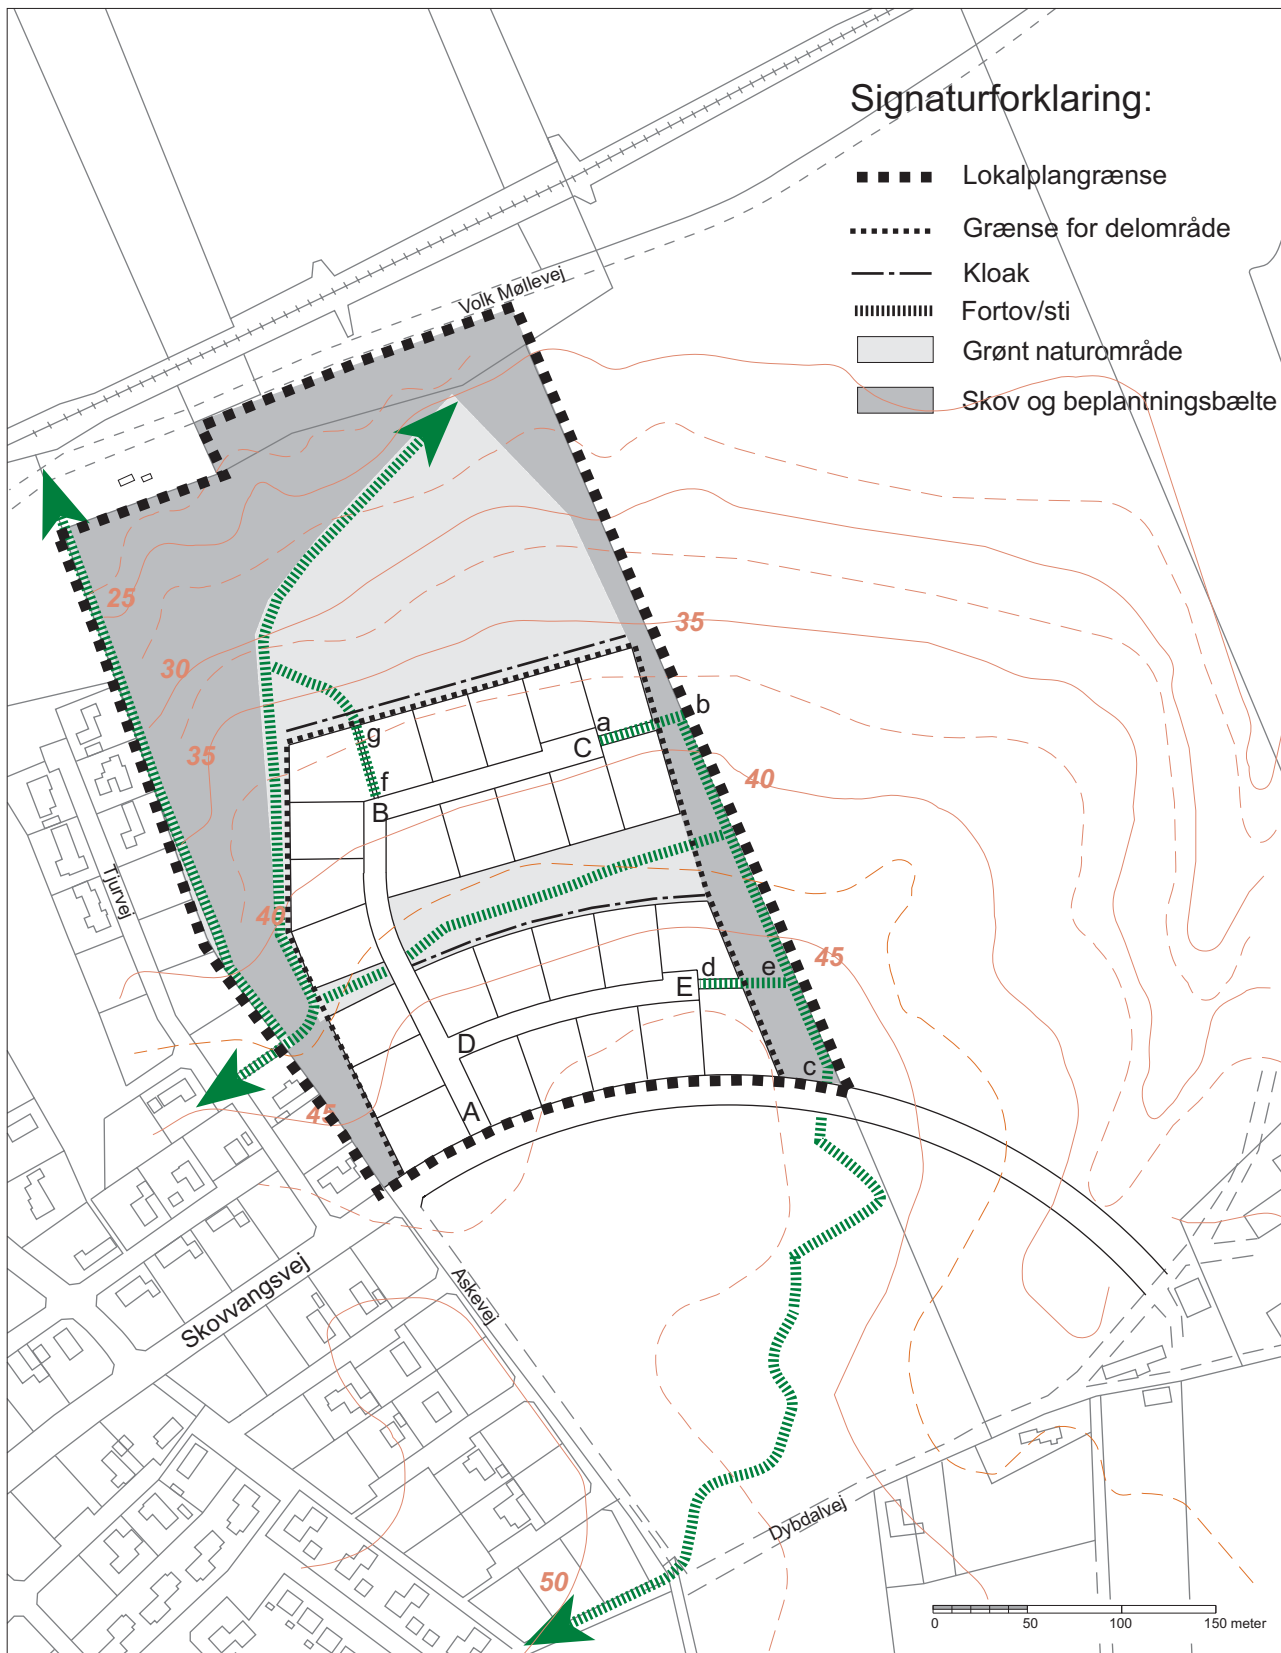 Signaturforklaring:
Lokalplangrænse
Grænse for delområde
Kloak
Fortov/sti
Grønt naturområde
Skov og beplantningsbælte
Volk Møllevej
25
30
35
35
b
a
g
C
f
40
B
Tjurvej
40
45
d
e
E
D
c
A
45
Skovvangsvej
Askevej
Dybdalvej
50
0
50
100
150 meter